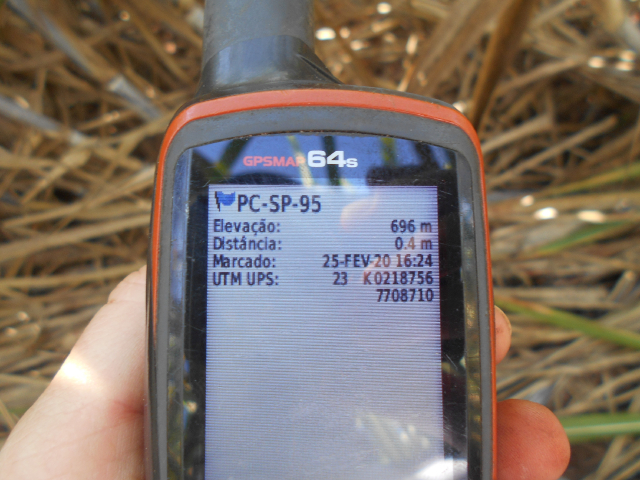 GPSMAP 64s
PC-SP-95
Elevação: 696 m
Distância: 0.4 m
Marcado: 25-FEV-20 16:24
UTM UPS: 23 K 0218756
7708710